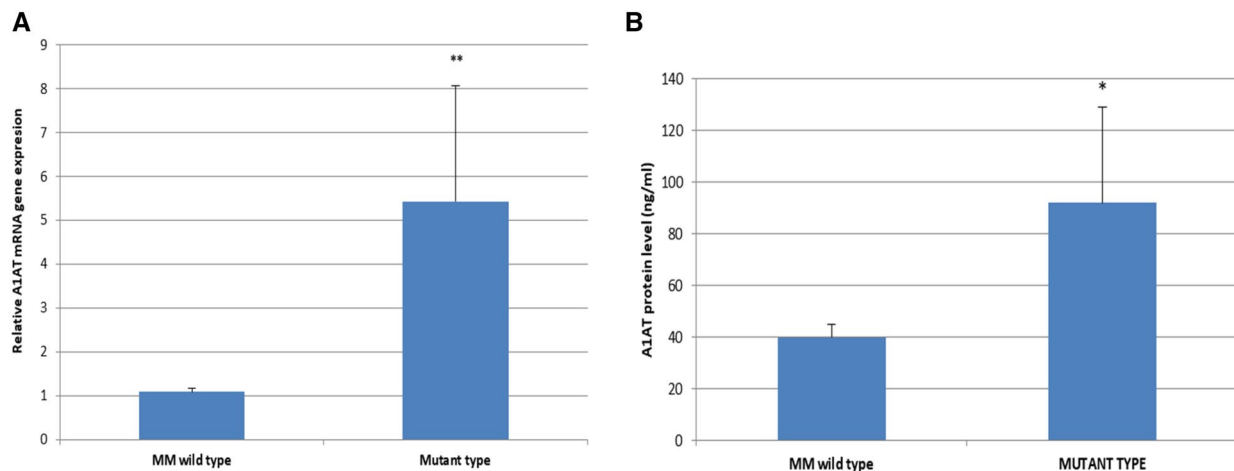 A
Relative A1AT mRNA gene expresion
9
8
7
6
5
4
3
2
1
0
**
MM wild type
Mutant type
B
A1AT protein level (ng/ml)
140
120
100
80
60
40
20
0
*
MM wild type
MUTANT TYPE